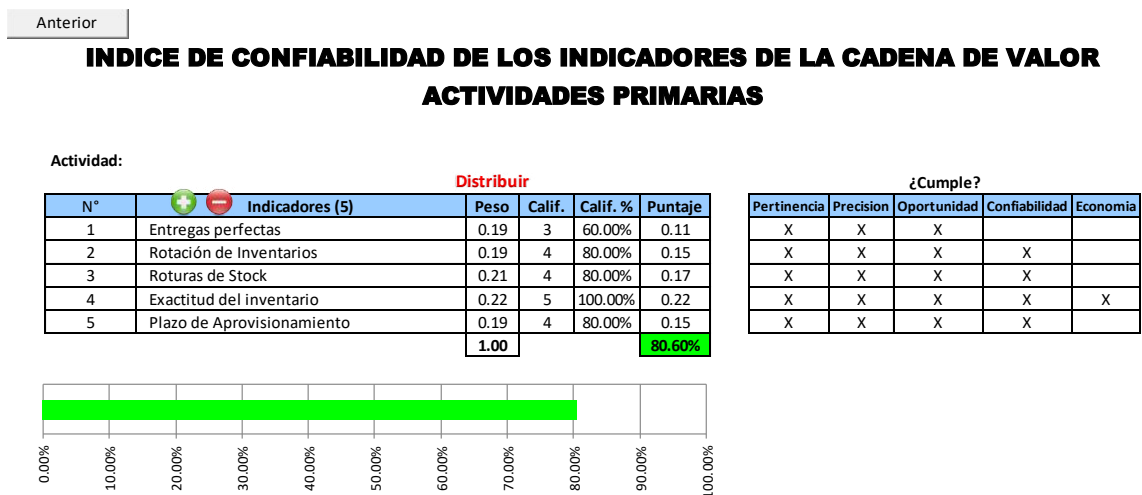 Anterior
INDICE DE CONFIABILIDAD DE LOS INDICADORES DE LA CADENA DE VALOR
ACTIVIDADES PRIMARIAS
Actividad:
Distribuir ¿Cumple?
N° Indicadores (5) Peso Calif. Calif. % Puntaje Pertinencia Precision Oportunidad Confiabilidad Economia
1 Entregas perfectas 0.19 3 60.00% 0.11 X X X
2 Rotación de Inventarios 0.19 4 80.00% 0.15 X X X X
3 Roturas de Stock 0.21 4 80.00% 0.17 X X X X
4 Exactitud del inventario 0.22 5 100.00% 0.22 X X X X X
5 Plazo de Aprovisionamiento 0.19 4 80.00% 0.15 X X X X
1.00 80.60%
0.00% 10.00% 20.00% 30.00% 40.00% 50.00% 60.00% 70.00% 80.00% 90.00% 100.00%